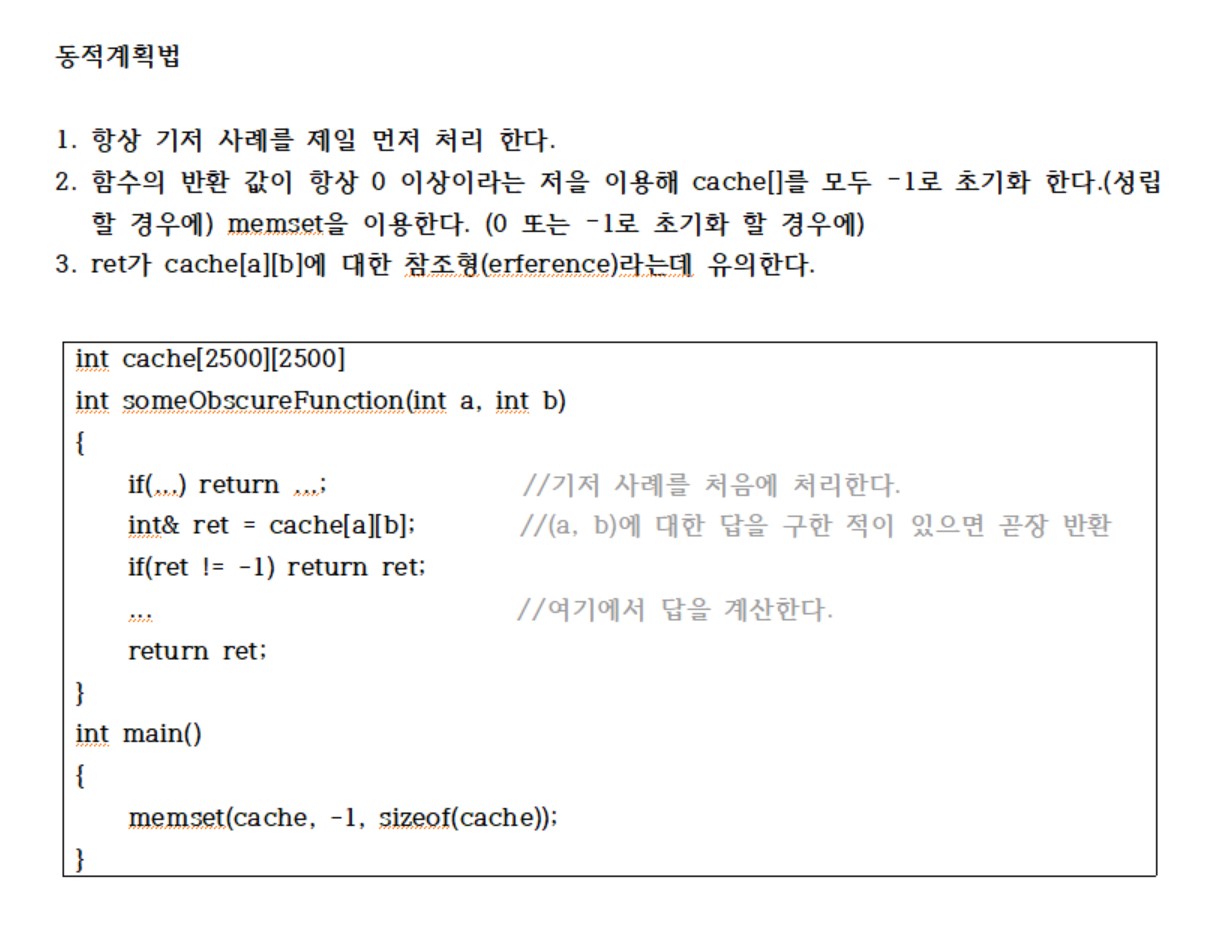 동적계획법
1. 항상 기저 사례를 제일 먼저 처리 한다.
2. 함수의 반환 값이 항상 0 이상이라는 저을 이용해 cache[]를 모두 -1로 초기화 한다.(성립
할 경우에) memset을 이용한다. (0 또는 -1로 초기화 할 경우에)
3. ret가 cache[a][b]에 대한 참조형(erference)라는데 유의한다.
int cache[2500][2500]
int someObscureFunction(int a, int b)
{
if(...) return ...; //기저 사례를 처음에 처리한다.
int& ret = cache[a][b]; //(a, b)에 대한 답을 구한 적이 있으면 곧장 반환
if(ret != -1) return ret;
... //여기에서 답을 계산한다.
return ret;
}
int main()
{
memset(cache, -1, sizeof(cache));
}